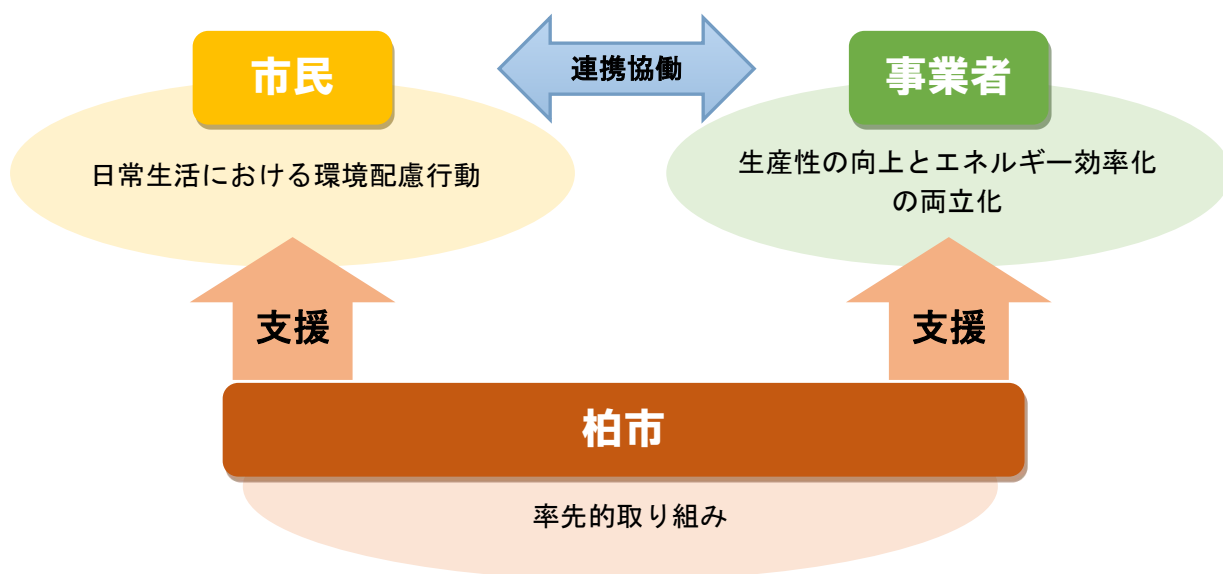 市民
連携協働
事業者
日常生活における環境配慮行動
生産性の向上とエネルギー効率化
の両立化
支援
支援
柏市
率先的取り組み